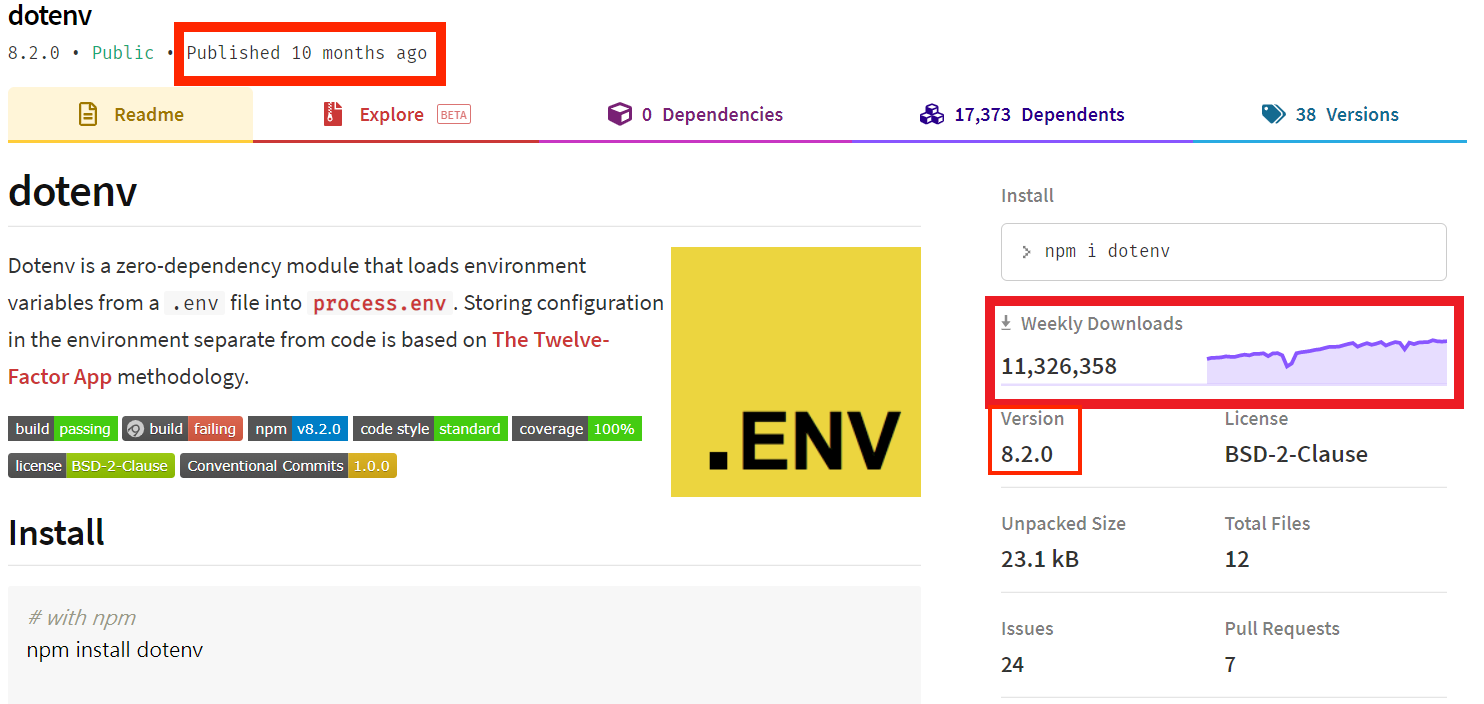 dotenv
8.2.0 • Public • Published 10 months ago
Readme Explore BETA 0 Dependencies 17,373 Dependents 38 Versions
dotenv
Dotenv is a zero-dependency module that loads environment
variables from a .env file into process.env. Storing configuration
in the environment separate from code is based on The Twelve-
Factor App methodology.
.ENV
build passing build failing npm v8.2.0 code style standard coverage 100%
license BSD-2-Clause Conventional Commits 1.0.0
Install
# with npm
npm install dotenv
Install
> npm i dotenv
Weekly Downloads
11,326,358
Version License
8.2.0 BSD-2-Clause
Unpacked Size Total Files
23.1 kB 12
Issues Pull Requests
24 7